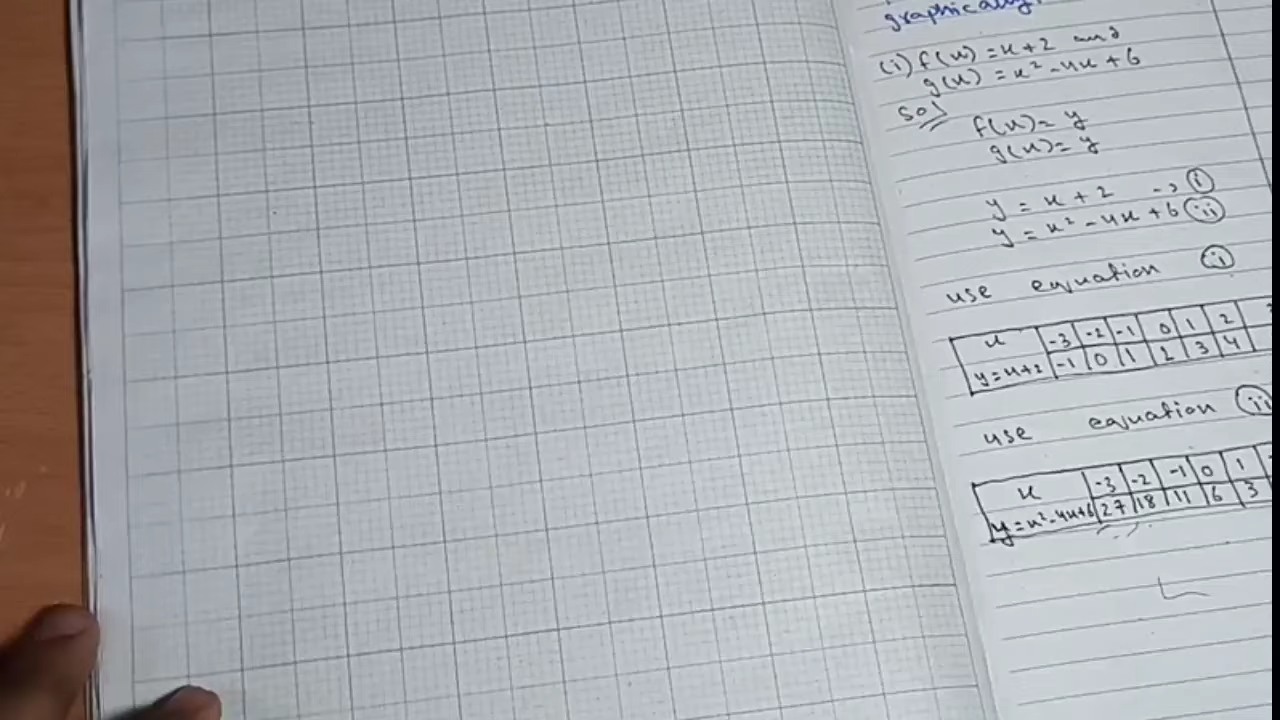 graphically.
(i) f(x) = x + 2 and
g(x) = x² - 4x + 6
Sol
f(x) = y
g(x) = y
y = x + 2 → (i)
y = x² - 4x + 6 (ii)
use equation (i)
x -3 -2 -1 0 1 2
y = x+2 -1 0 1 2 3 4
use equation (ii)
x -3 -2 -1 0 1
y = x² - 4x + 6 27 18 11 6 3